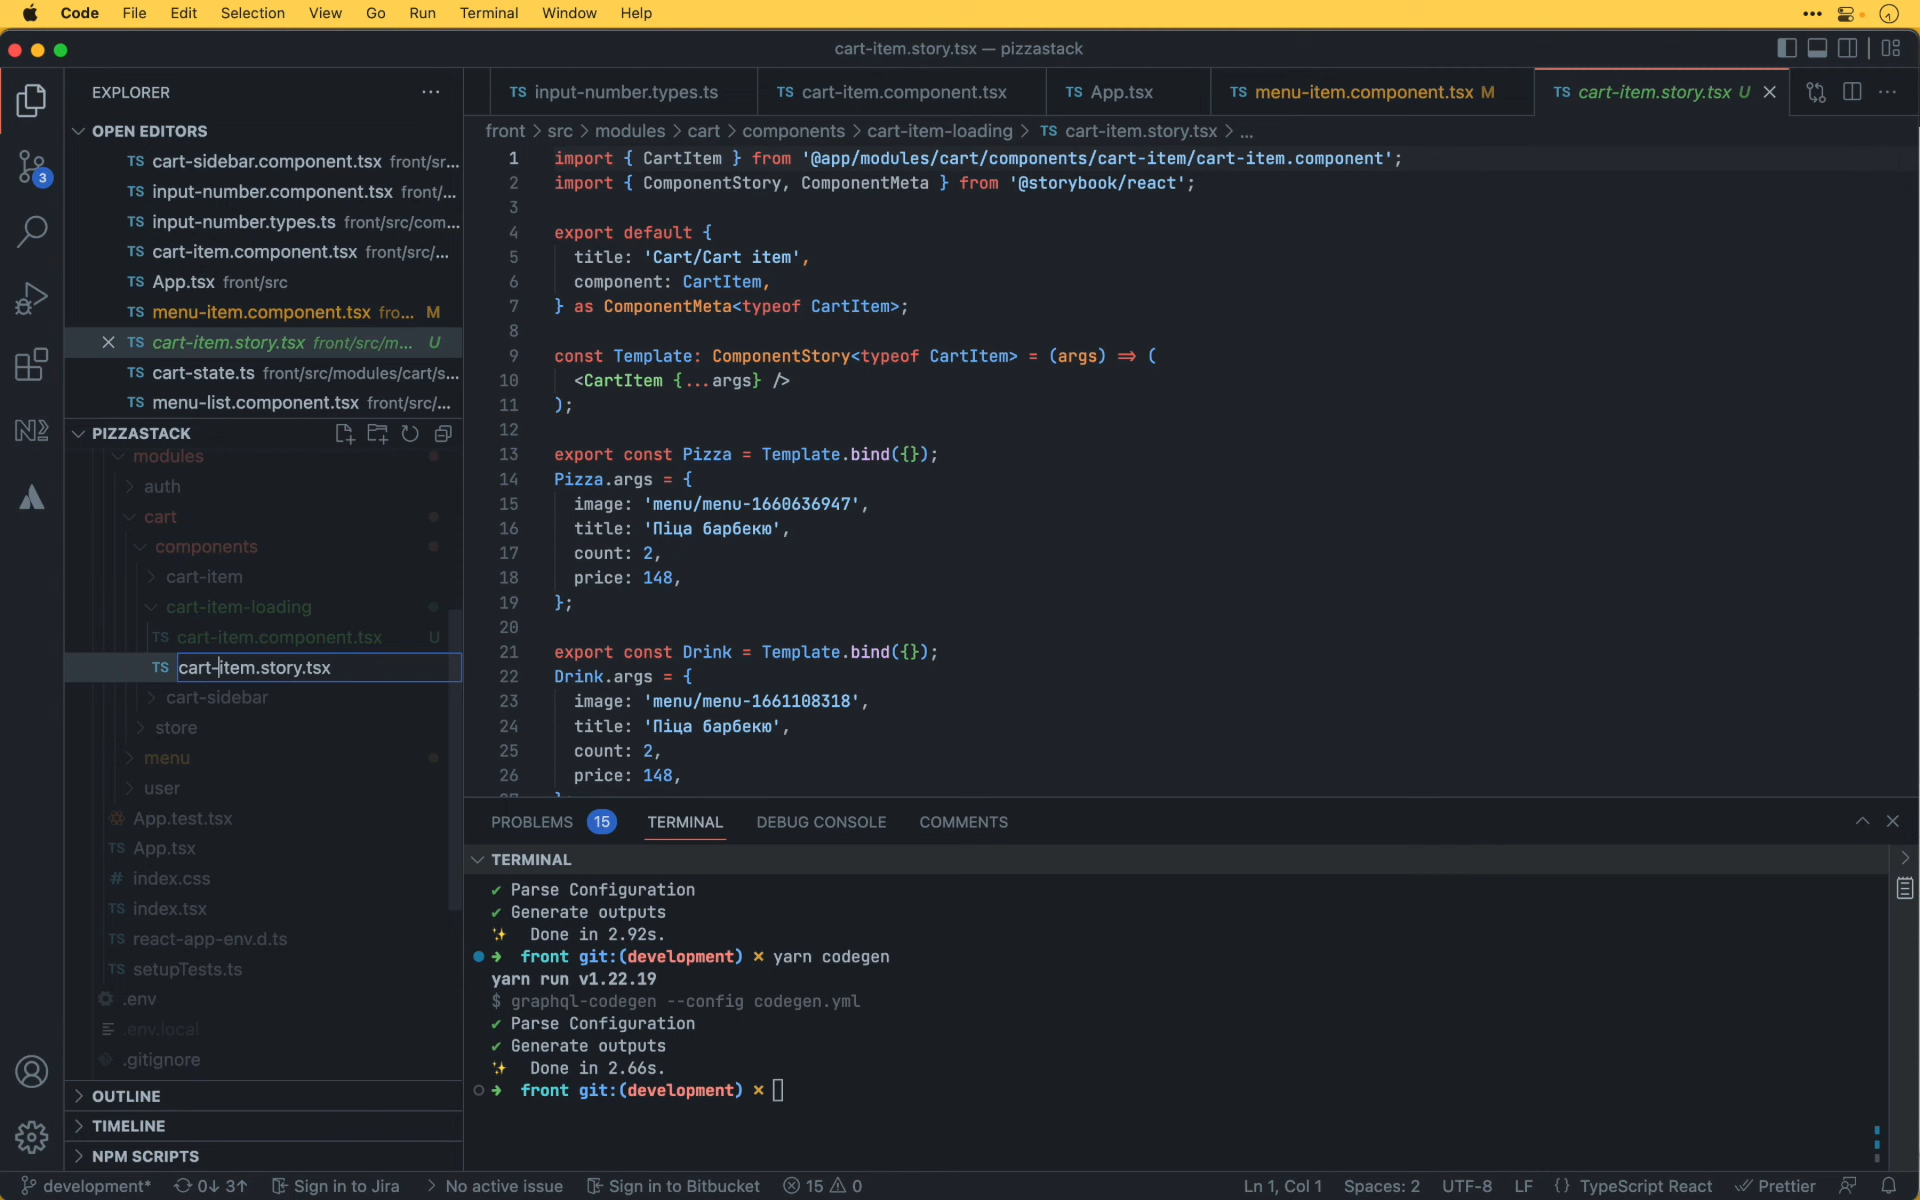 Code File Edit Selection View Go Run Terminal Window Help
cart-item.story.tsx — pizzastack
EXPLORER
OPEN EDITORS
TS cart-sidebar.component.tsx front/sr...
TS input-number.component.tsx front/...
TS input-number.types.ts front/src/com...
TS cart-item.component.tsx front/src/...
TS App.tsx front/src
TS menu-item.component.tsx fro... M
TS cart-item.story.tsx front/src/m... U
TS cart-state.ts front/src/modules/cart/s...
TS menu-list.component.tsx front/src/...
3
PIZZASTACK
modules
auth
cart
components
cart-item
cart-item-loading
TS cart-item.component.tsx U
TS cart-item.story.tsx
cart-sidebar
store
menu
user
App.test.tsx
TS App.tsx
# index.css
TS index.tsx
TS react-app-env.d.ts
TS setupTests.ts
.env
.env.local
.gitignore
OUTLINE
TIMELINE
NPM SCRIPTS
TS input-number.types.ts TS cart-item.component.tsx TS App.tsx TS menu-item.component.tsx M TS cart-item.story.tsx U
front > src > modules > cart > components > cart-item-loading > TS cart-item.story.tsx > ...
1 import { CartItem } from '@app/modules/cart/components/cart-item/cart-item.component';
2 import { ComponentStory, ComponentMeta } from '@storybook/react';
3
4 export default {
5 title: 'Cart/Cart item',
6 component: CartItem,
7 } as ComponentMeta<typeof CartItem>;
8
9 const Template: ComponentStory<typeof CartItem> = (args) ⇒ (
10 <CartItem {...args} />
11 );
12
13 export const Pizza = Template.bind({});
14 Pizza.args = {
15 image: 'menu/menu-1660636947',
16 title: 'Піца барбекю',
17 count: 2,
18 price: 148,
19 };
20
21 export const Drink = Template.bind({});
22 Drink.args = {
23 image: 'menu/menu-1661108318',
24 title: 'Піца барбекю',
25 count: 2,
26 price: 148,
PROBLEMS 15 TERMINAL DEBUG CONSOLE COMMENTS
TERMINAL
✔ Parse Configuration
✔ Generate outputs
✨ Done in 2.92s.
➜ front git:(development) ✗ yarn codegen
yarn run v1.22.19
$ graphql-codegen --config codegen.yml
✔ Parse Configuration
✔ Generate outputs
✨ Done in 2.66s.
➜ front git:(development) ✗
development* 0↓ 3↑ Sign in to Jira > No active issue Sign in to Bitbucket 15 0 Ln 1, Col 1 Spaces: 2 UTF-8 LF {} TypeScript React Prettier